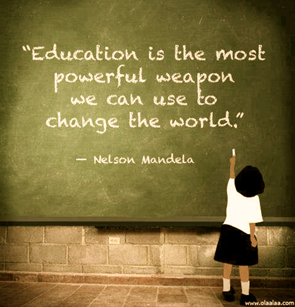 “Education is the most
powerful weapon
we can use to
change the world.”
— Nelson Mandela
www.olaalaa.com